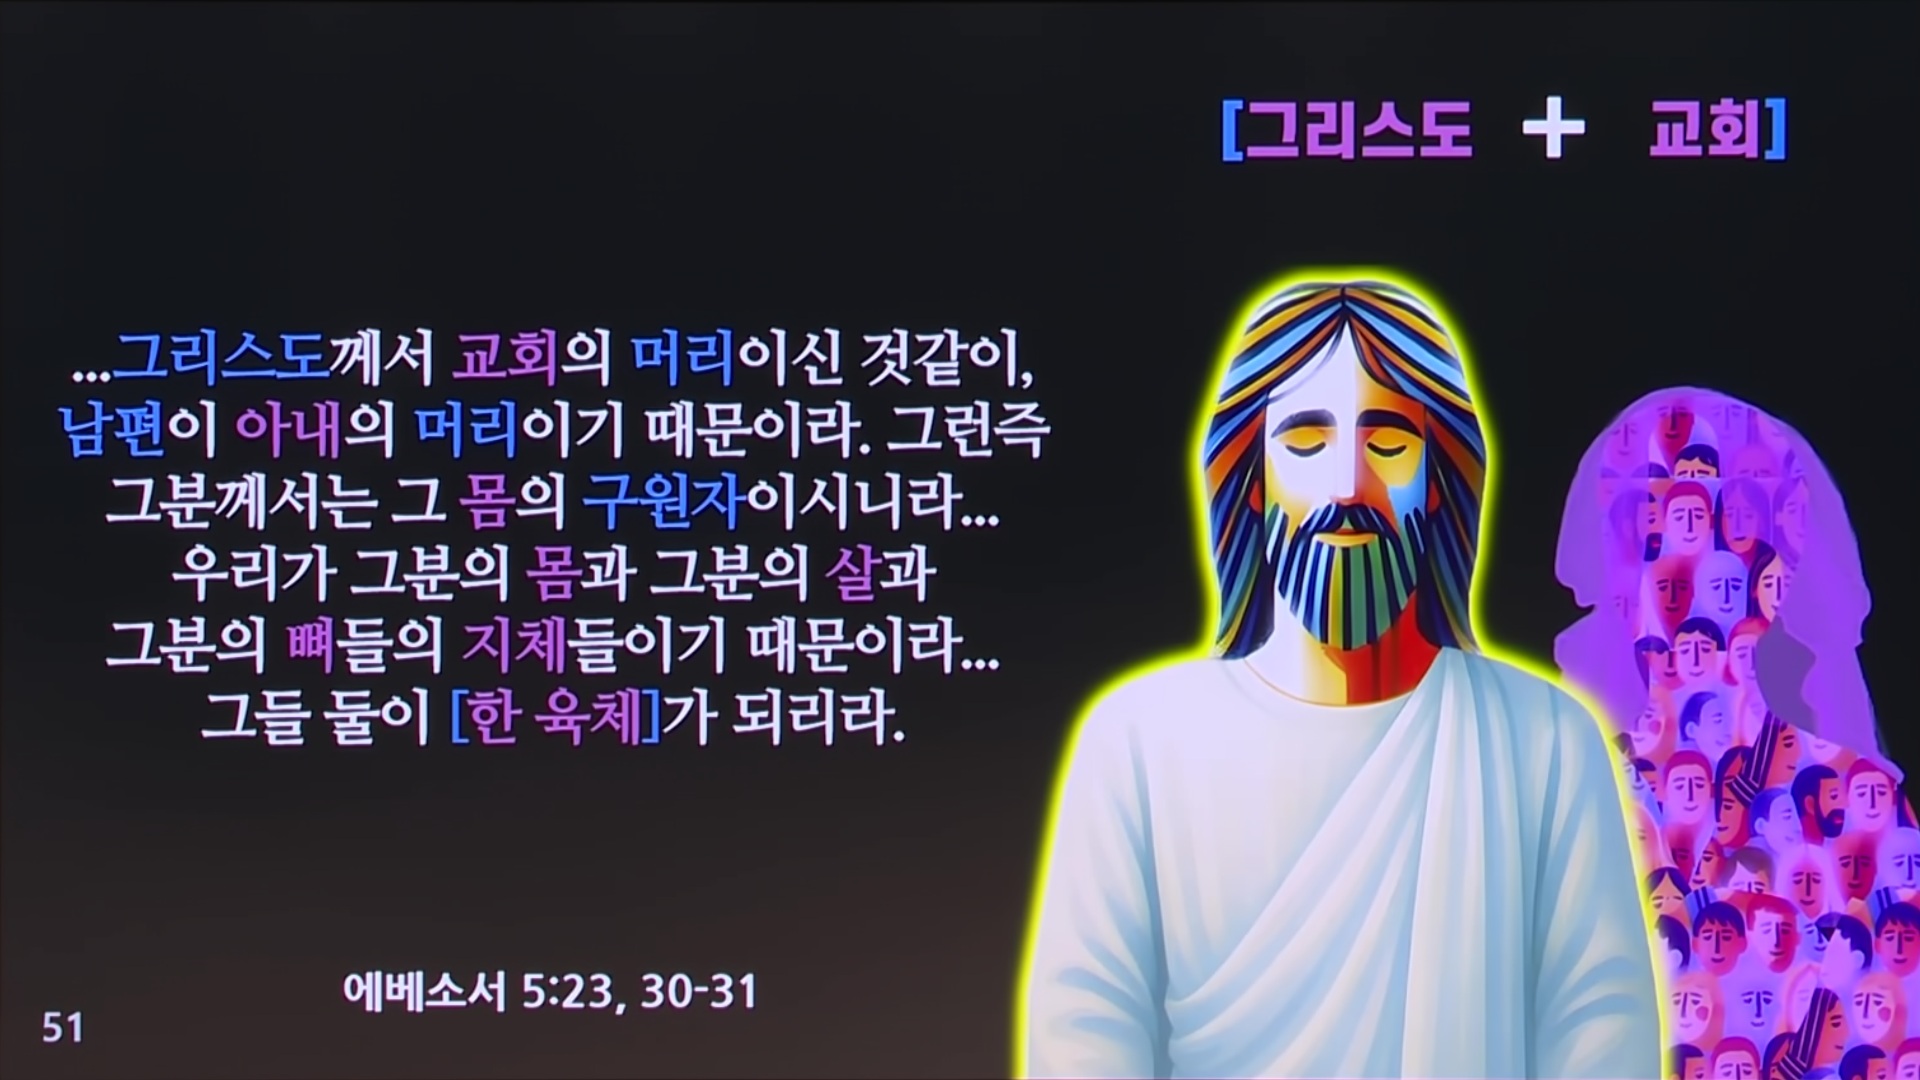 [그리스도 + 교회]
...그리스도께서 교회의 머리이신 것같이,
남편이 아내의 머리이기 때문이라. 그런즉
그분께서는 그 몸의 구원자이시니라...
우리가 그분의 몸과 그분의 살과
그분의 뼈들의 지체들이기 때문이라...
그들 둘이 [한 육체]가 되리라.
에베소서 5:23, 30-31
51